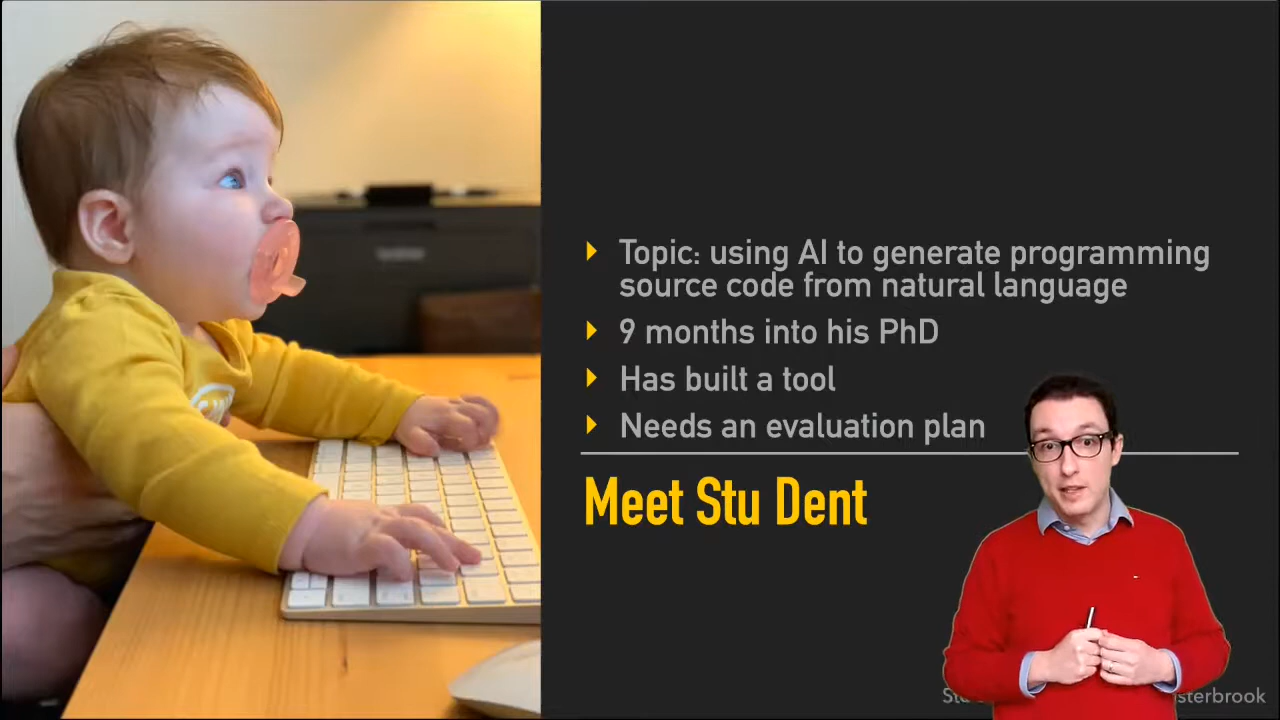 Topic: using AI to generate programming
source code from natural language
9 months into his PhD
Has built a tool
Needs an evaluation plan
Meet Stu Dent